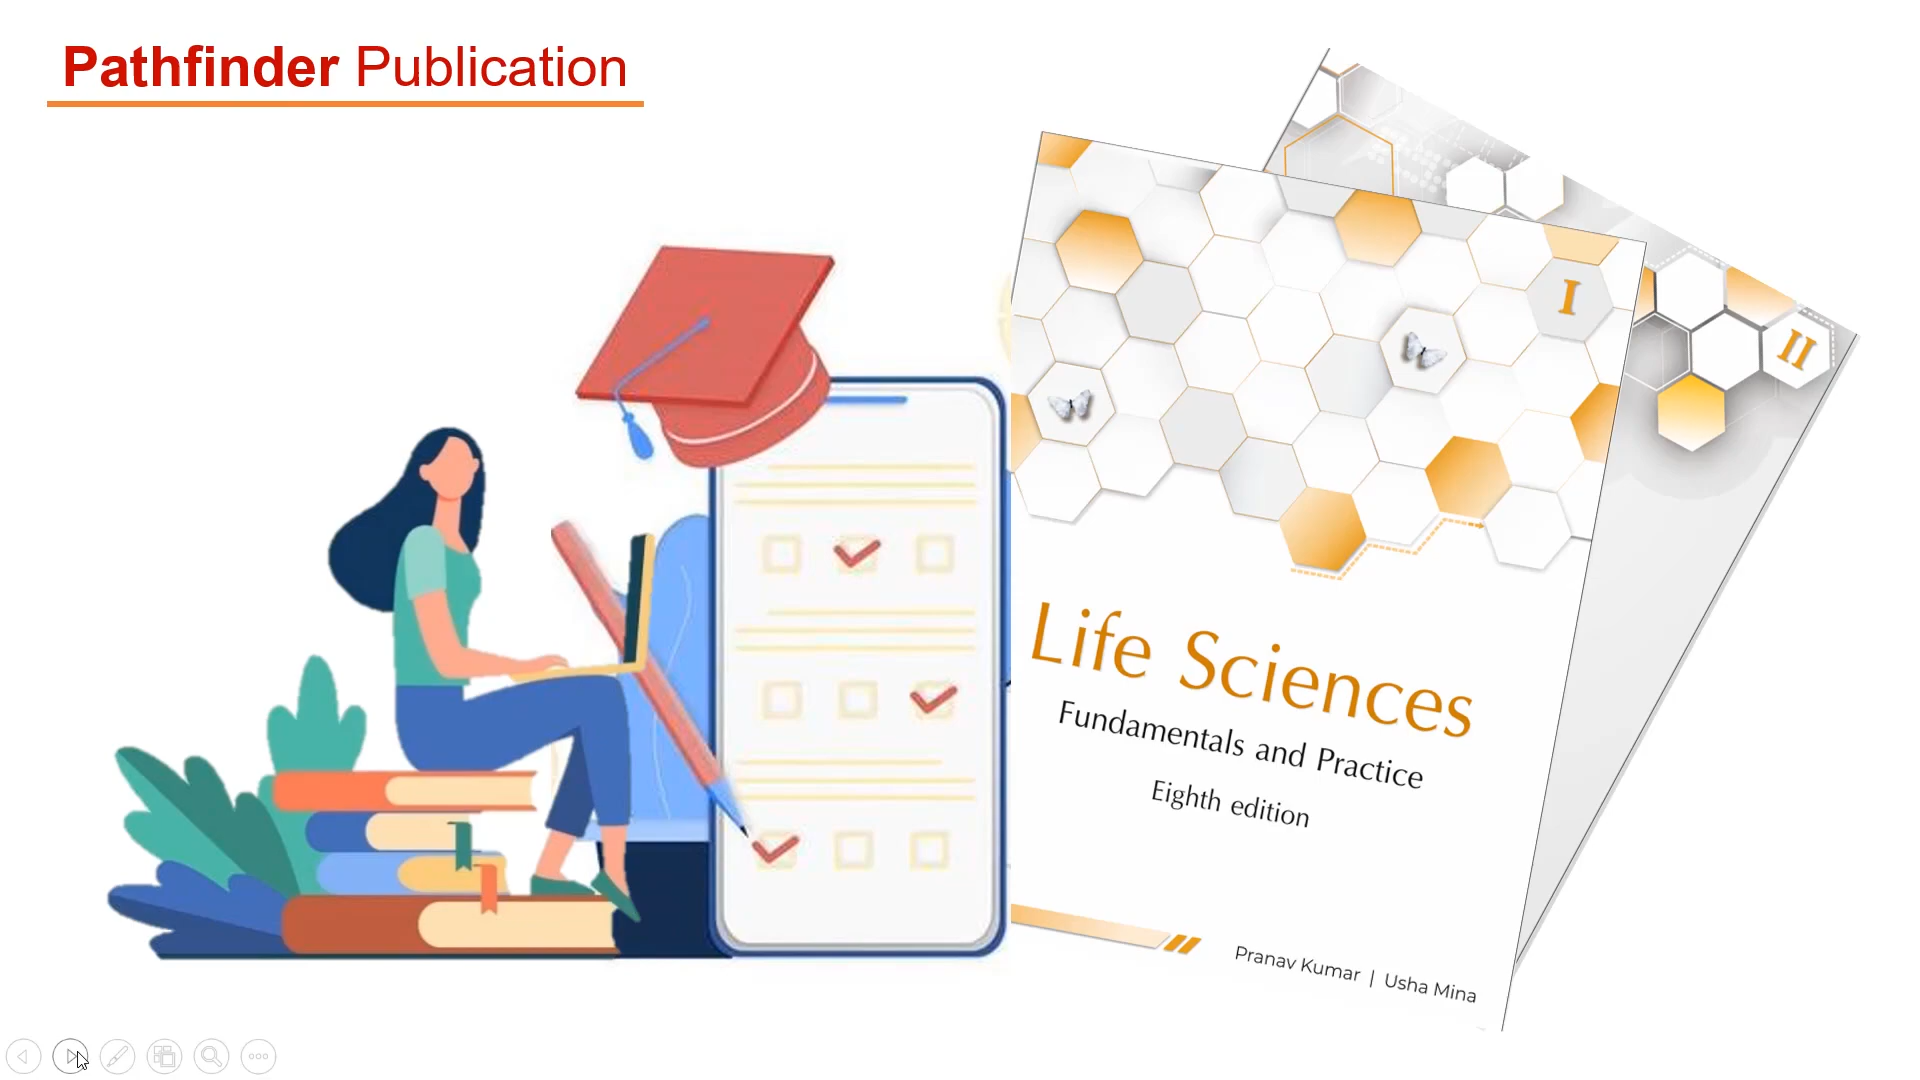 Pathfinder Publication
I
II
Life Sciences
Fundamentals and Practice
Eighth edition
Pranav Kumar | Usha Mina